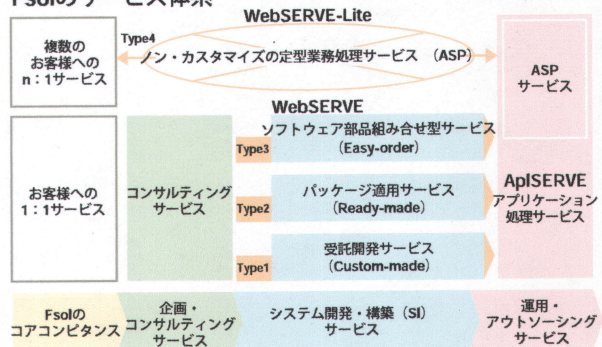 Fsolのサービス体系
WebSERVE-Lite
複数の
お客様への
n：1サービス
Type4
ノン・カスタマイズの定型業務処理サービス （ASP）
ASP
サービス
WebSERVE
お客様への
1：1サービス
コンサルティング
サービス
Type3
ソフトウェア部品組み合せ型サービス
（Easy-order）
Type2
パッケージ適用サービス
（Ready-made）
Type1
受託開発サービス
（Custom-made）
AplSERVE
アプリケーション
処理サービス
Fsolの
コアコンピタンス
企画・
コンサルティング
サービス
システム開発・構築（SI）
サービス
運用・
アウトソーシング
サービス